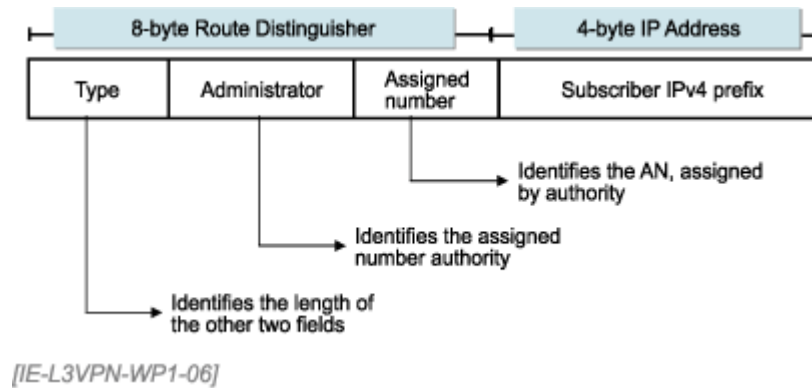 8-byte Route Distinguisher
4-byte IP Address
Type
Administrator
Assigned
number
Subscriber IPv4 prefix
Identifies the AN, assigned
by authority
Identifies the assigned
number authority
Identifies the length of
the other two fields
[IE-L3VPN-WP1-06]